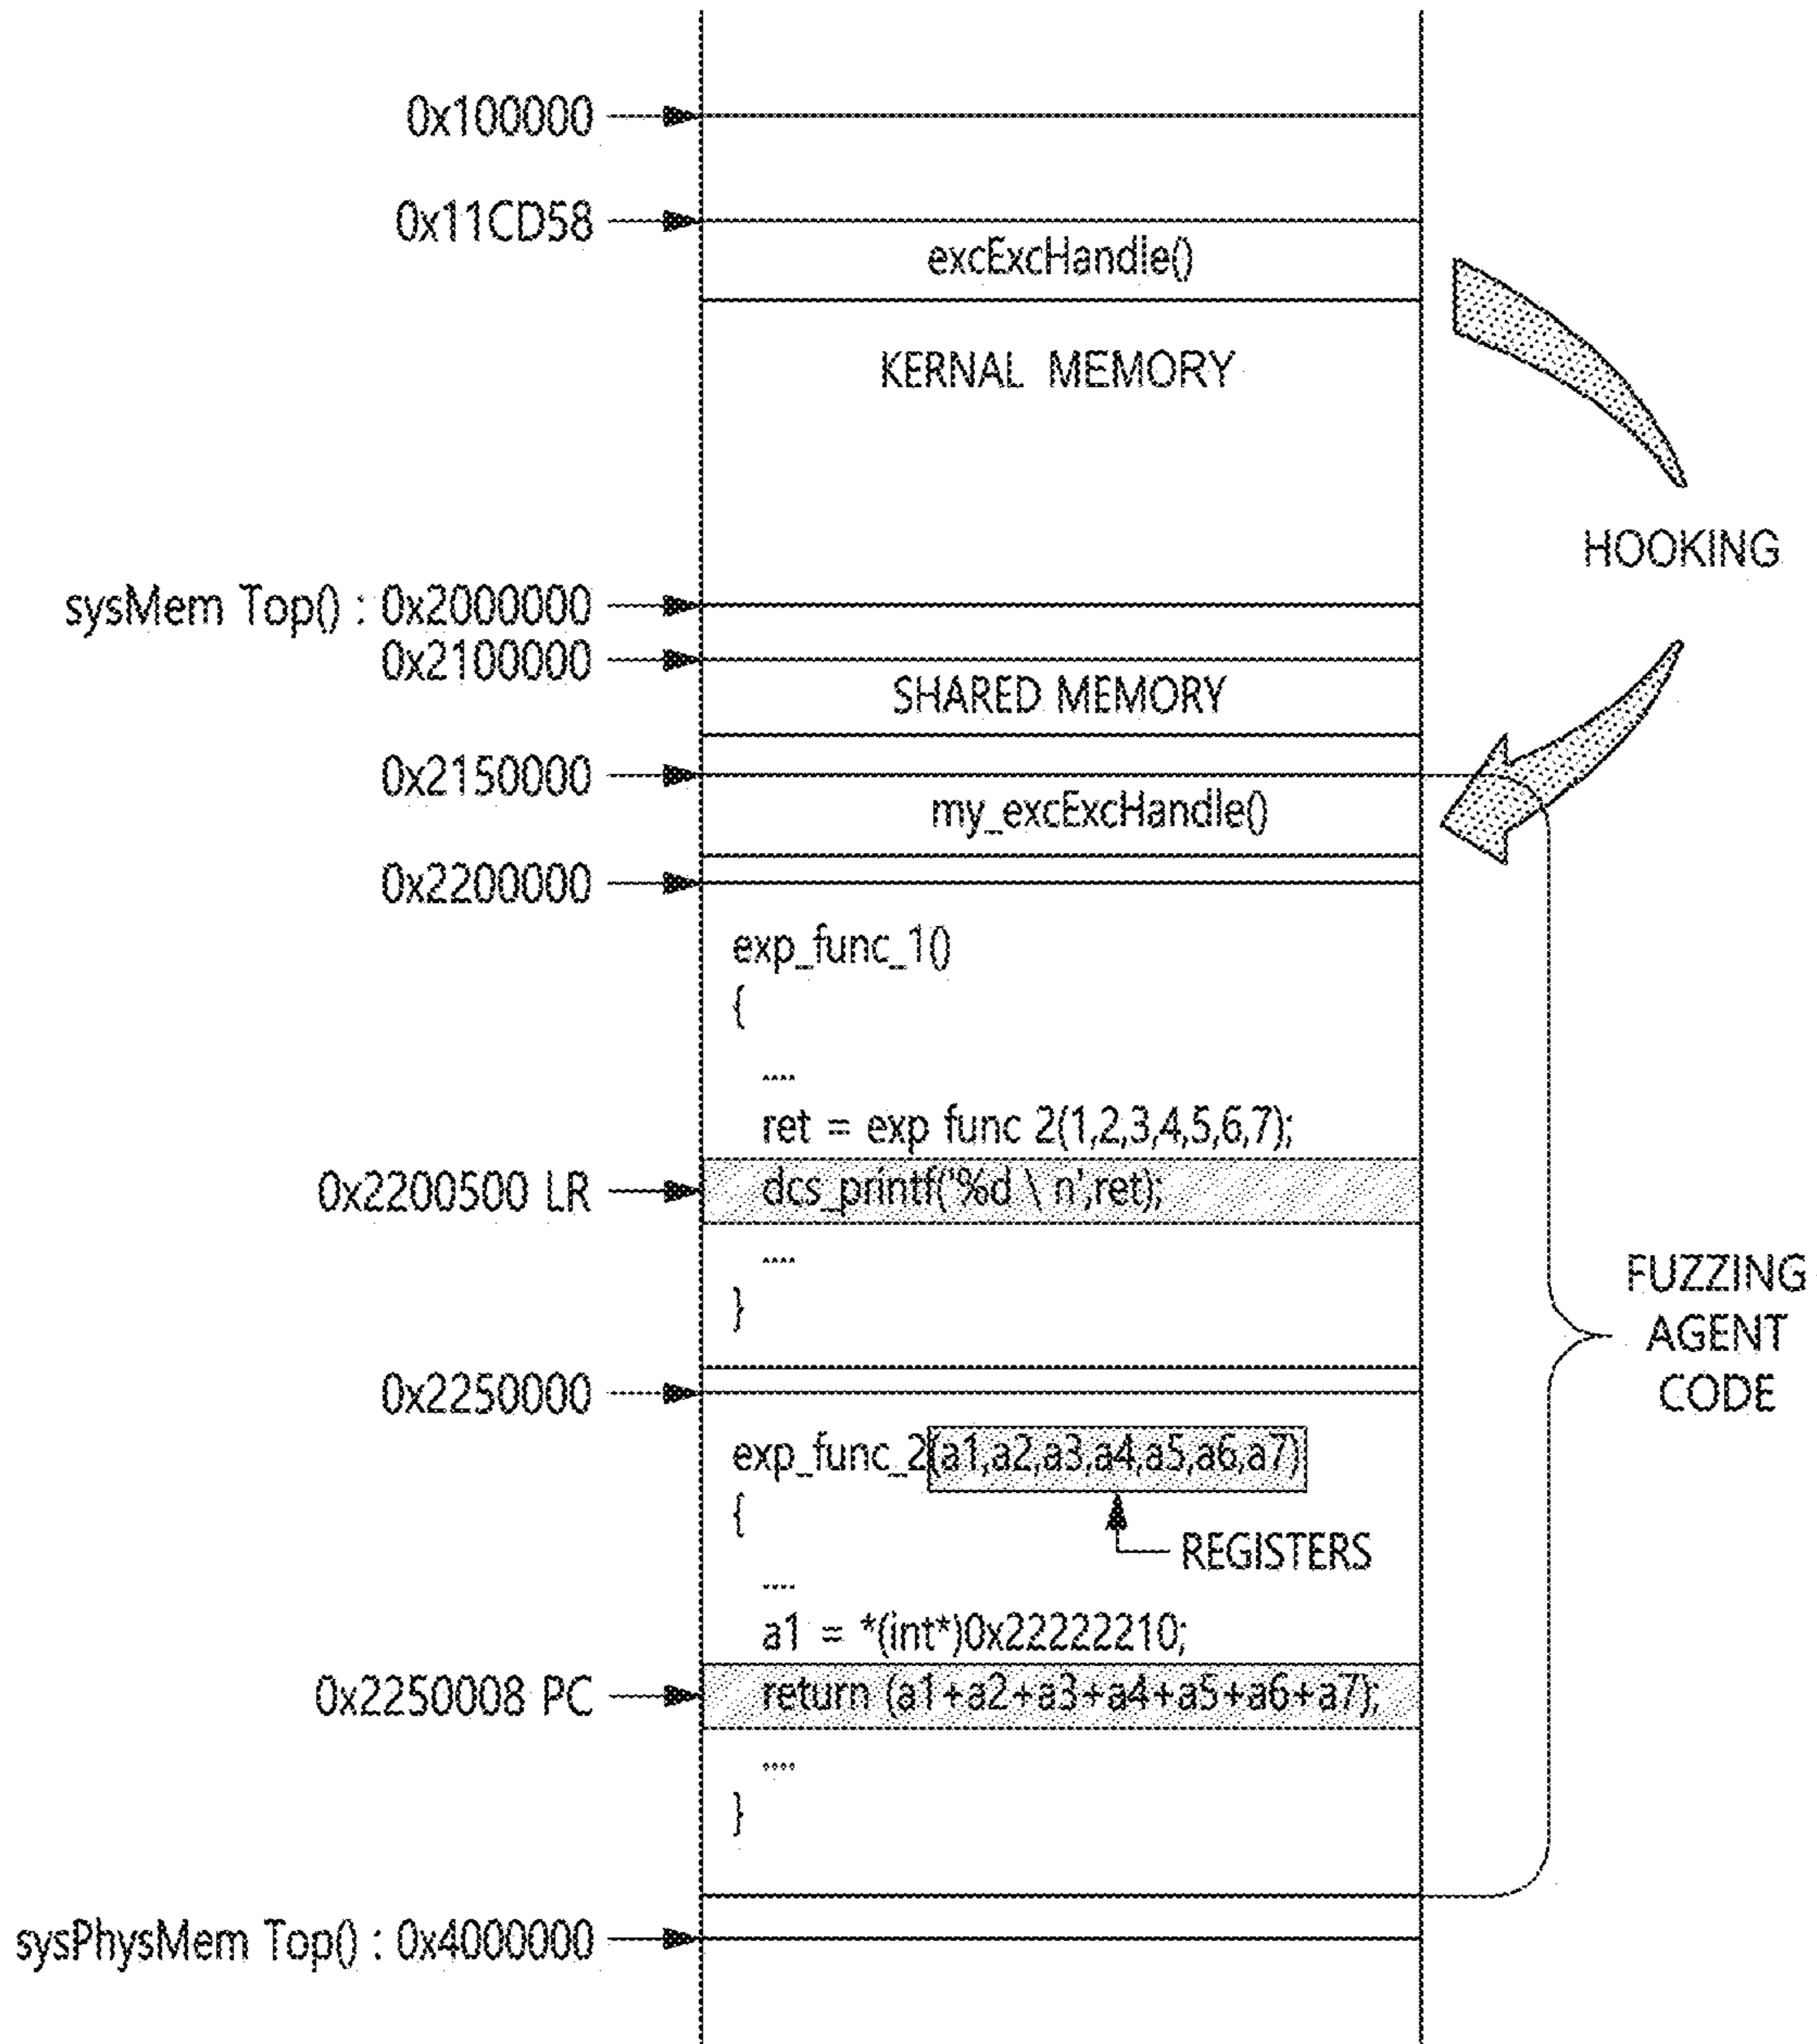 0x100000
0x11CD58
excExcHandle()
KERNAL MEMORY
HOOKING
sysMem Top() : 0x2000000
0x2100000
SHARED MEMORY
0x2150000
my_excExcHandle()
0x2200000
exp_func_1()
{
....
ret = exp func 2(1,2,3,4,5,6,7);
0x2200500 LR
dcs_printf('%d \ n',ret);
....
}
FUZZING
AGENT
CODE
0x2250000
exp_func_2(a1,a2,a3,a4,a5,a6,a7)
{
REGISTERS
....
a1 = *(int*)0x22222210;
0x2250008 PC
return (a1+a2+a3+a4+a5+a6+a7);
....
}
sysPhysMem Top() : 0x4000000